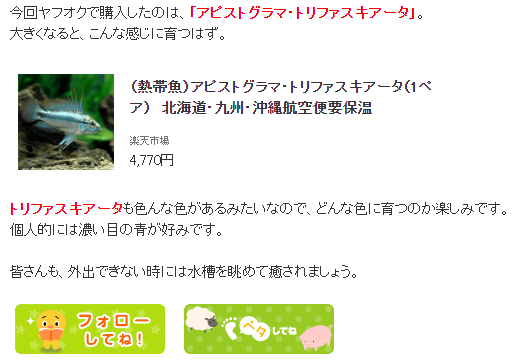 今回ヤフオクで購入したのは、「アピストグラマ・トリファスキアータ」。
大きくなると、こんな感じに育つはず。
(熱帯魚)アピストグラマ・トリファスキアータ(1ペ
ア)　北海道・九州・沖縄航空便要保温
楽天市場
4,770円
トリファスキアータも色んな色があるみたいなので、どんな色に育つのか楽しみです。
個人的には濃い目の青が好みです。
皆さんも、外出できない時には水槽を眺めて癒されましょう。
フォロー
してね!
ペタ
してね